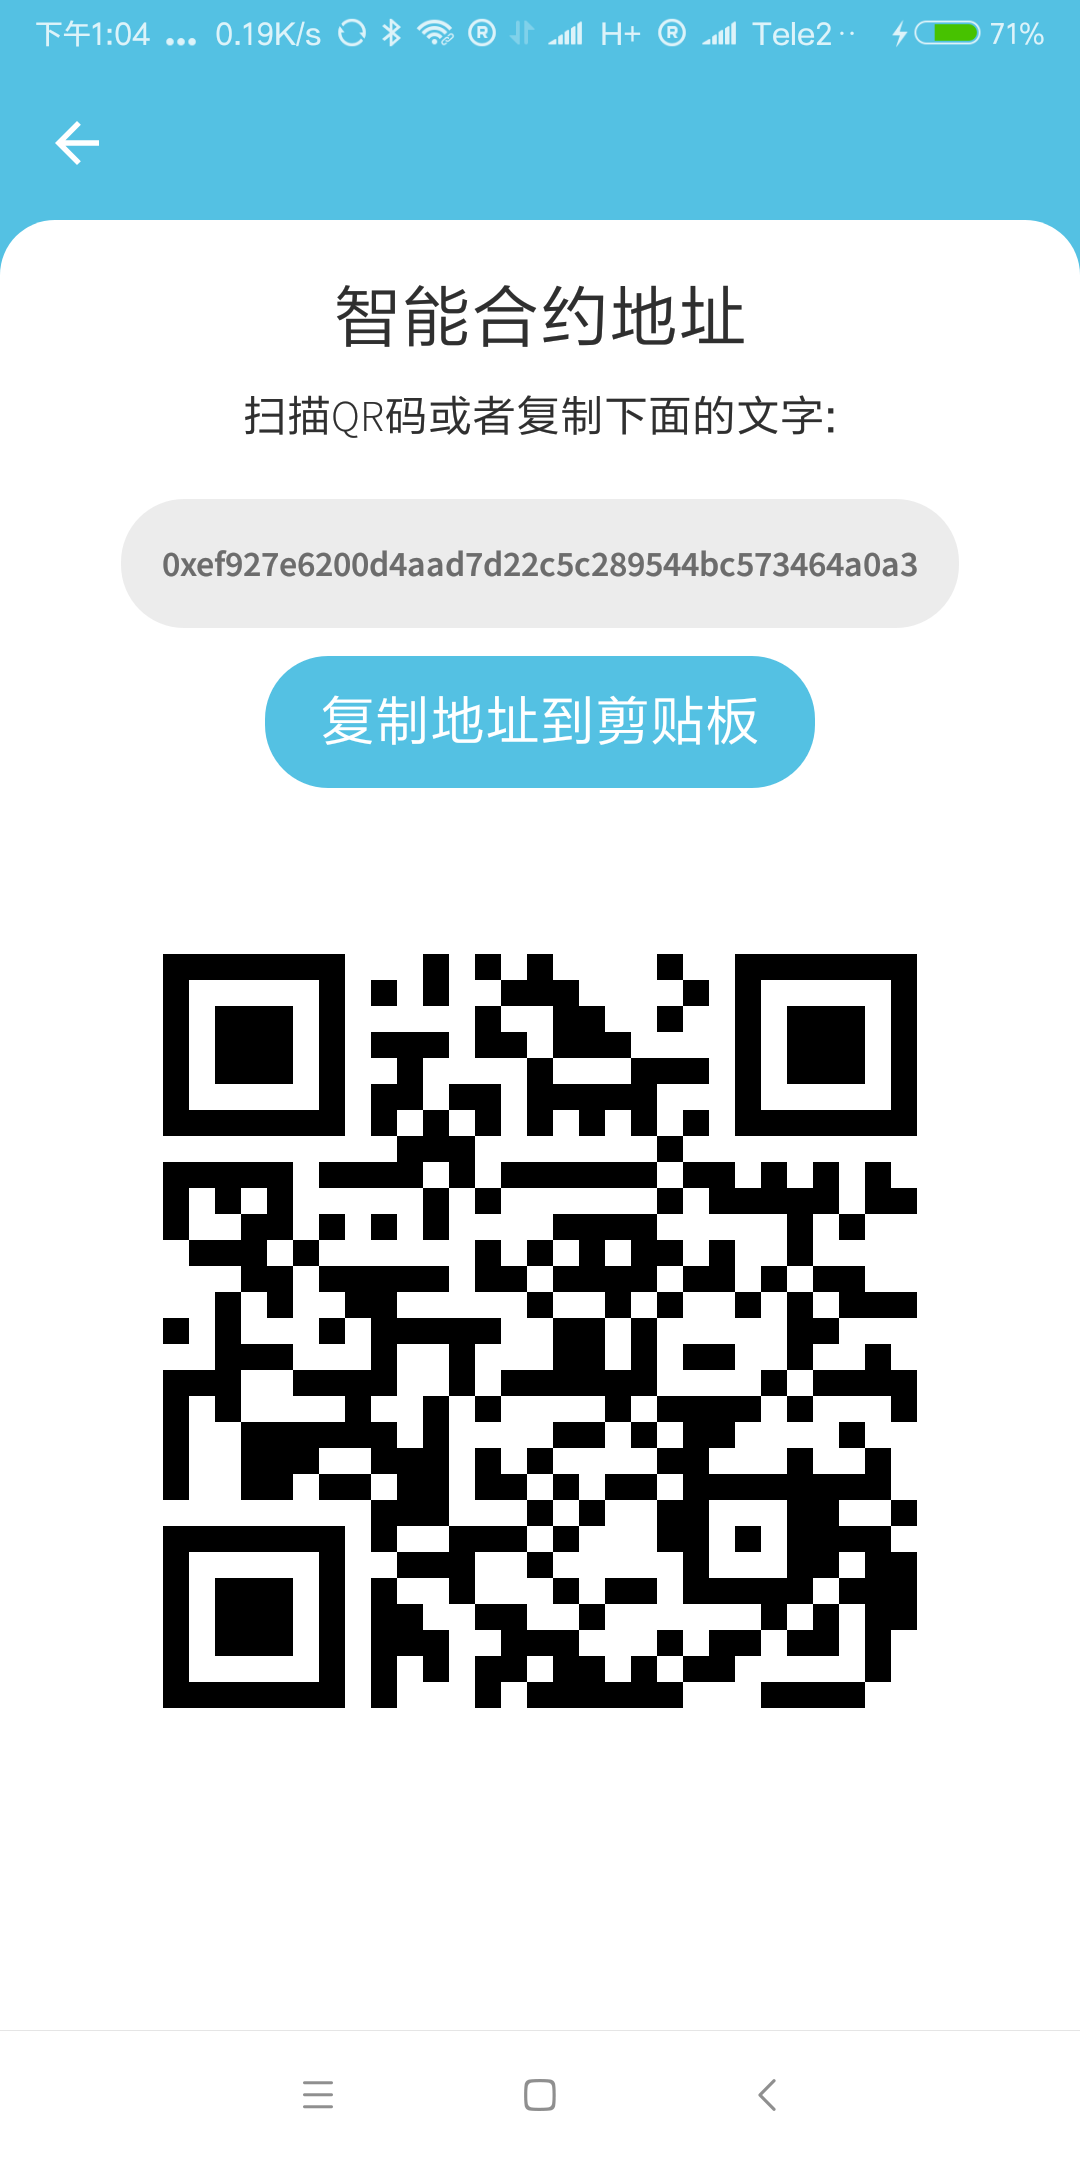 下午1:04 ... 0.19K/s R H+ R Tele2 ·· 71%
智能合约地址
扫描QR码或者复制下面的文字:
0xef927e6200d4aad7d22c5c289544bc573464a0a3
复制地址到剪贴板